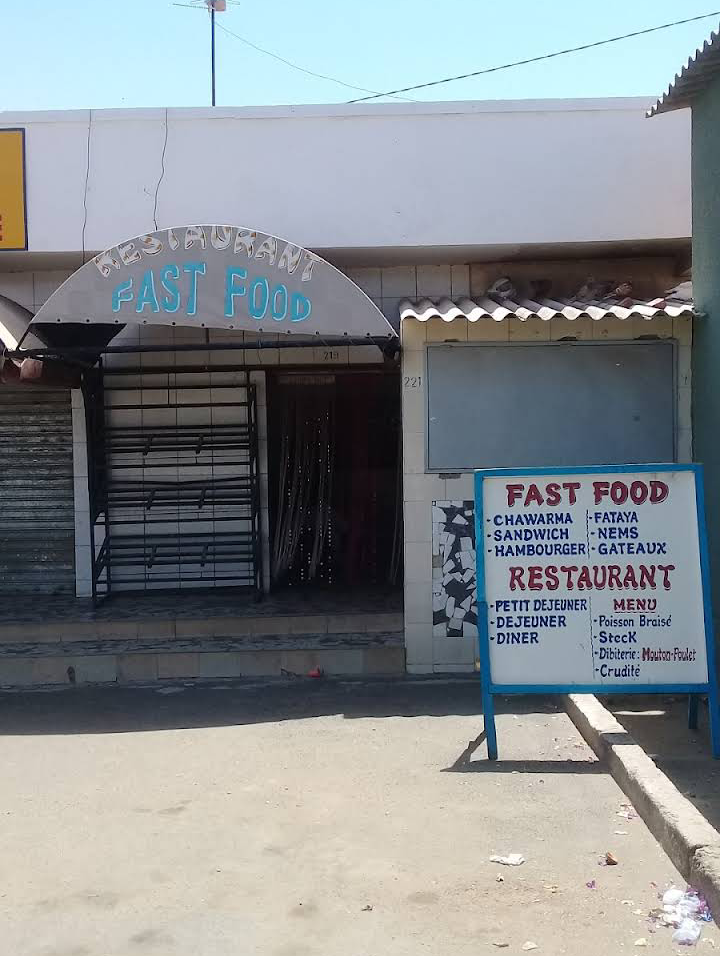 RESTAURANT
FAST FOOD
219
221
FAST FOOD
- CHAWARMA
- SANDWICH
- HAMBOURGER
- FATAYA
- NEMS
- GATEAUX
RESTAURANT
- PETIT DEJEUNER
- DEJEUNER
- DINER
MENU
- Poisson Braisé
- StecK
- Dibiterie: Mouton-Poulet
- Crudité